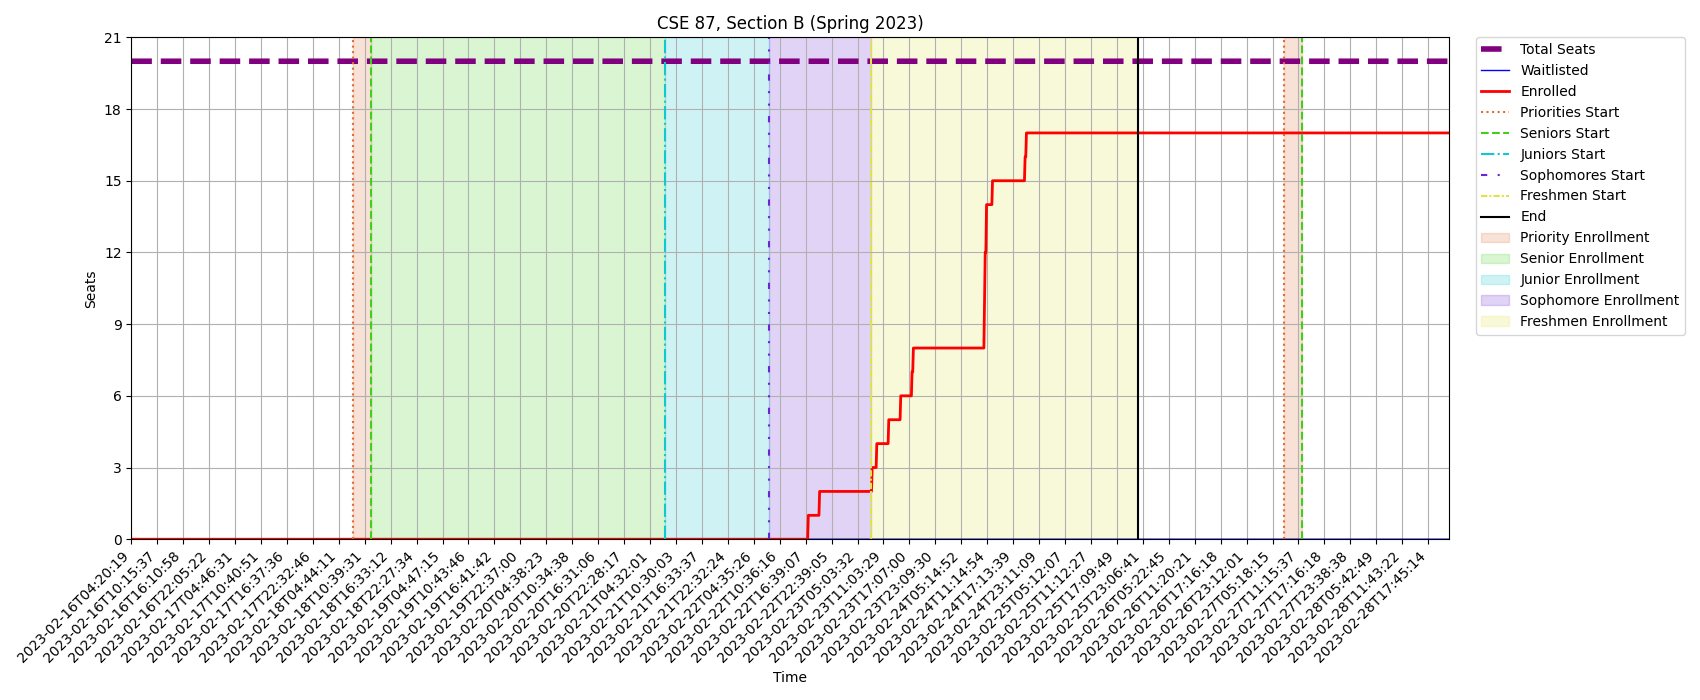 CSE 87, Section B (Spring 2023)
Seats
21
18
15
12
9
6
3
0
Total Seats
Waitlisted
Enrolled
Priorities Start
Seniors Start
Juniors Start
Sophomores Start
Freshmen Start
End
Priority Enrollment
Senior Enrollment
Junior Enrollment
Sophomore Enrollment
Freshmen Enrollment
2023-02-16T04:20:19
2023-02-16T10:15:37
2023-02-16T16:10:58
2023-02-16T22:05:22
2023-02-17T04:46:31
2023-02-17T10:40:51
2023-02-17T16:37:36
2023-02-17T22:32:46
2023-02-18T04:44:11
2023-02-18T10:39:31
2023-02-18T16:33:12
2023-02-18T22:27:34
2023-02-19T04:47:15
2023-02-19T10:43:46
2023-02-19T16:41:42
2023-02-19T22:37:00
2023-02-20T04:38:23
2023-02-20T10:34:38
2023-02-20T16:31:06
2023-02-20T22:28:17
2023-02-21T04:32:01
2023-02-21T10:30:03
2023-02-21T16:33:37
2023-02-21T22:32:24
2023-02-22T04:35:26
2023-02-22T10:36:16
2023-02-22T16:39:07
2023-02-22T22:39:05
2023-02-23T05:03:32
2023-02-23T11:03:29
2023-02-23T17:07:00
2023-02-23T23:09:30
2023-02-24T05:14:52
2023-02-24T11:14:54
2023-02-24T17:13:39
2023-02-24T23:11:09
2023-02-25T05:12:07
2023-02-25T11:12:27
2023-02-25T17:09:49
2023-02-25T23:06:41
2023-02-26T05:22:45
2023-02-26T11:20:21
2023-02-26T17:16:18
2023-02-26T23:12:01
2023-02-27T05:18:15
2023-02-27T11:15:37
2023-02-27T17:16:18
2023-02-27T23:38:38
2023-02-28T05:42:49
2023-02-28T11:43:22
2023-02-28T17:45:14
Time